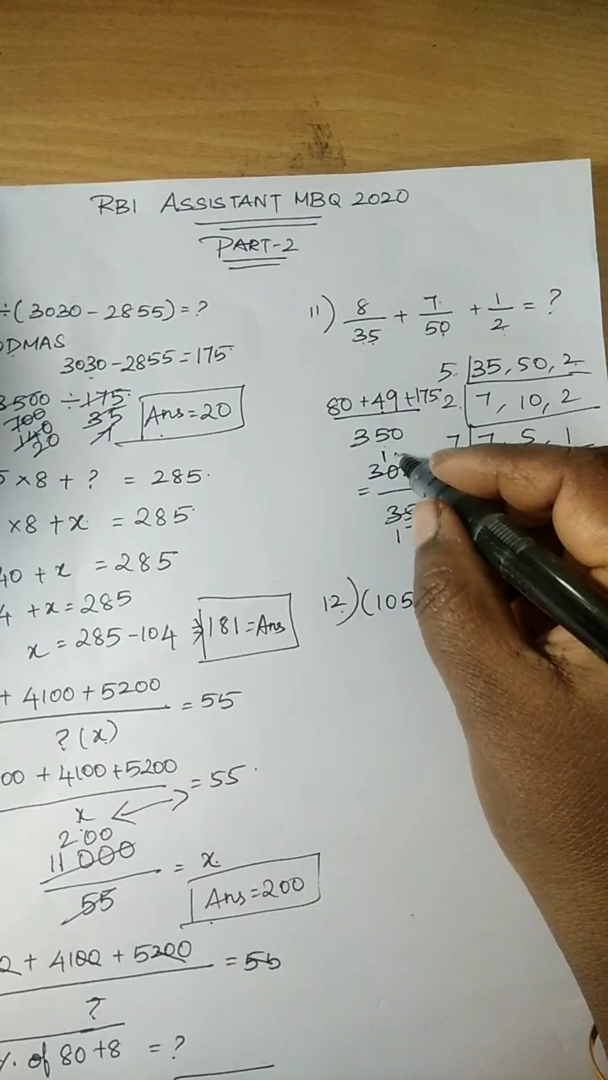 RBI ASSISTANT MBQ 2020
PART-2
÷(3030-2855)=?
ODMAS
3030-2855=175
3500 ÷ 175
700 35
140
20
Ans=20
×8+? = 285
×8+x = 285
40+x = 285
4+x=285
x = 285-104 ⇒ 181=Ans
+ 4100+5200 = 55
?(x)
00 + 4100+5200 = 55
x
200
11000 = x
55
Ans=200
+ 4100 + 5200 = 55
?
%. of 80+8 = ?
11) 8/35 + 7/50 + 1/2 = ?
5 35, 50, 2
2 7, 10, 2
7 7, 5, 1
80+49+175
350
=
12.) (105